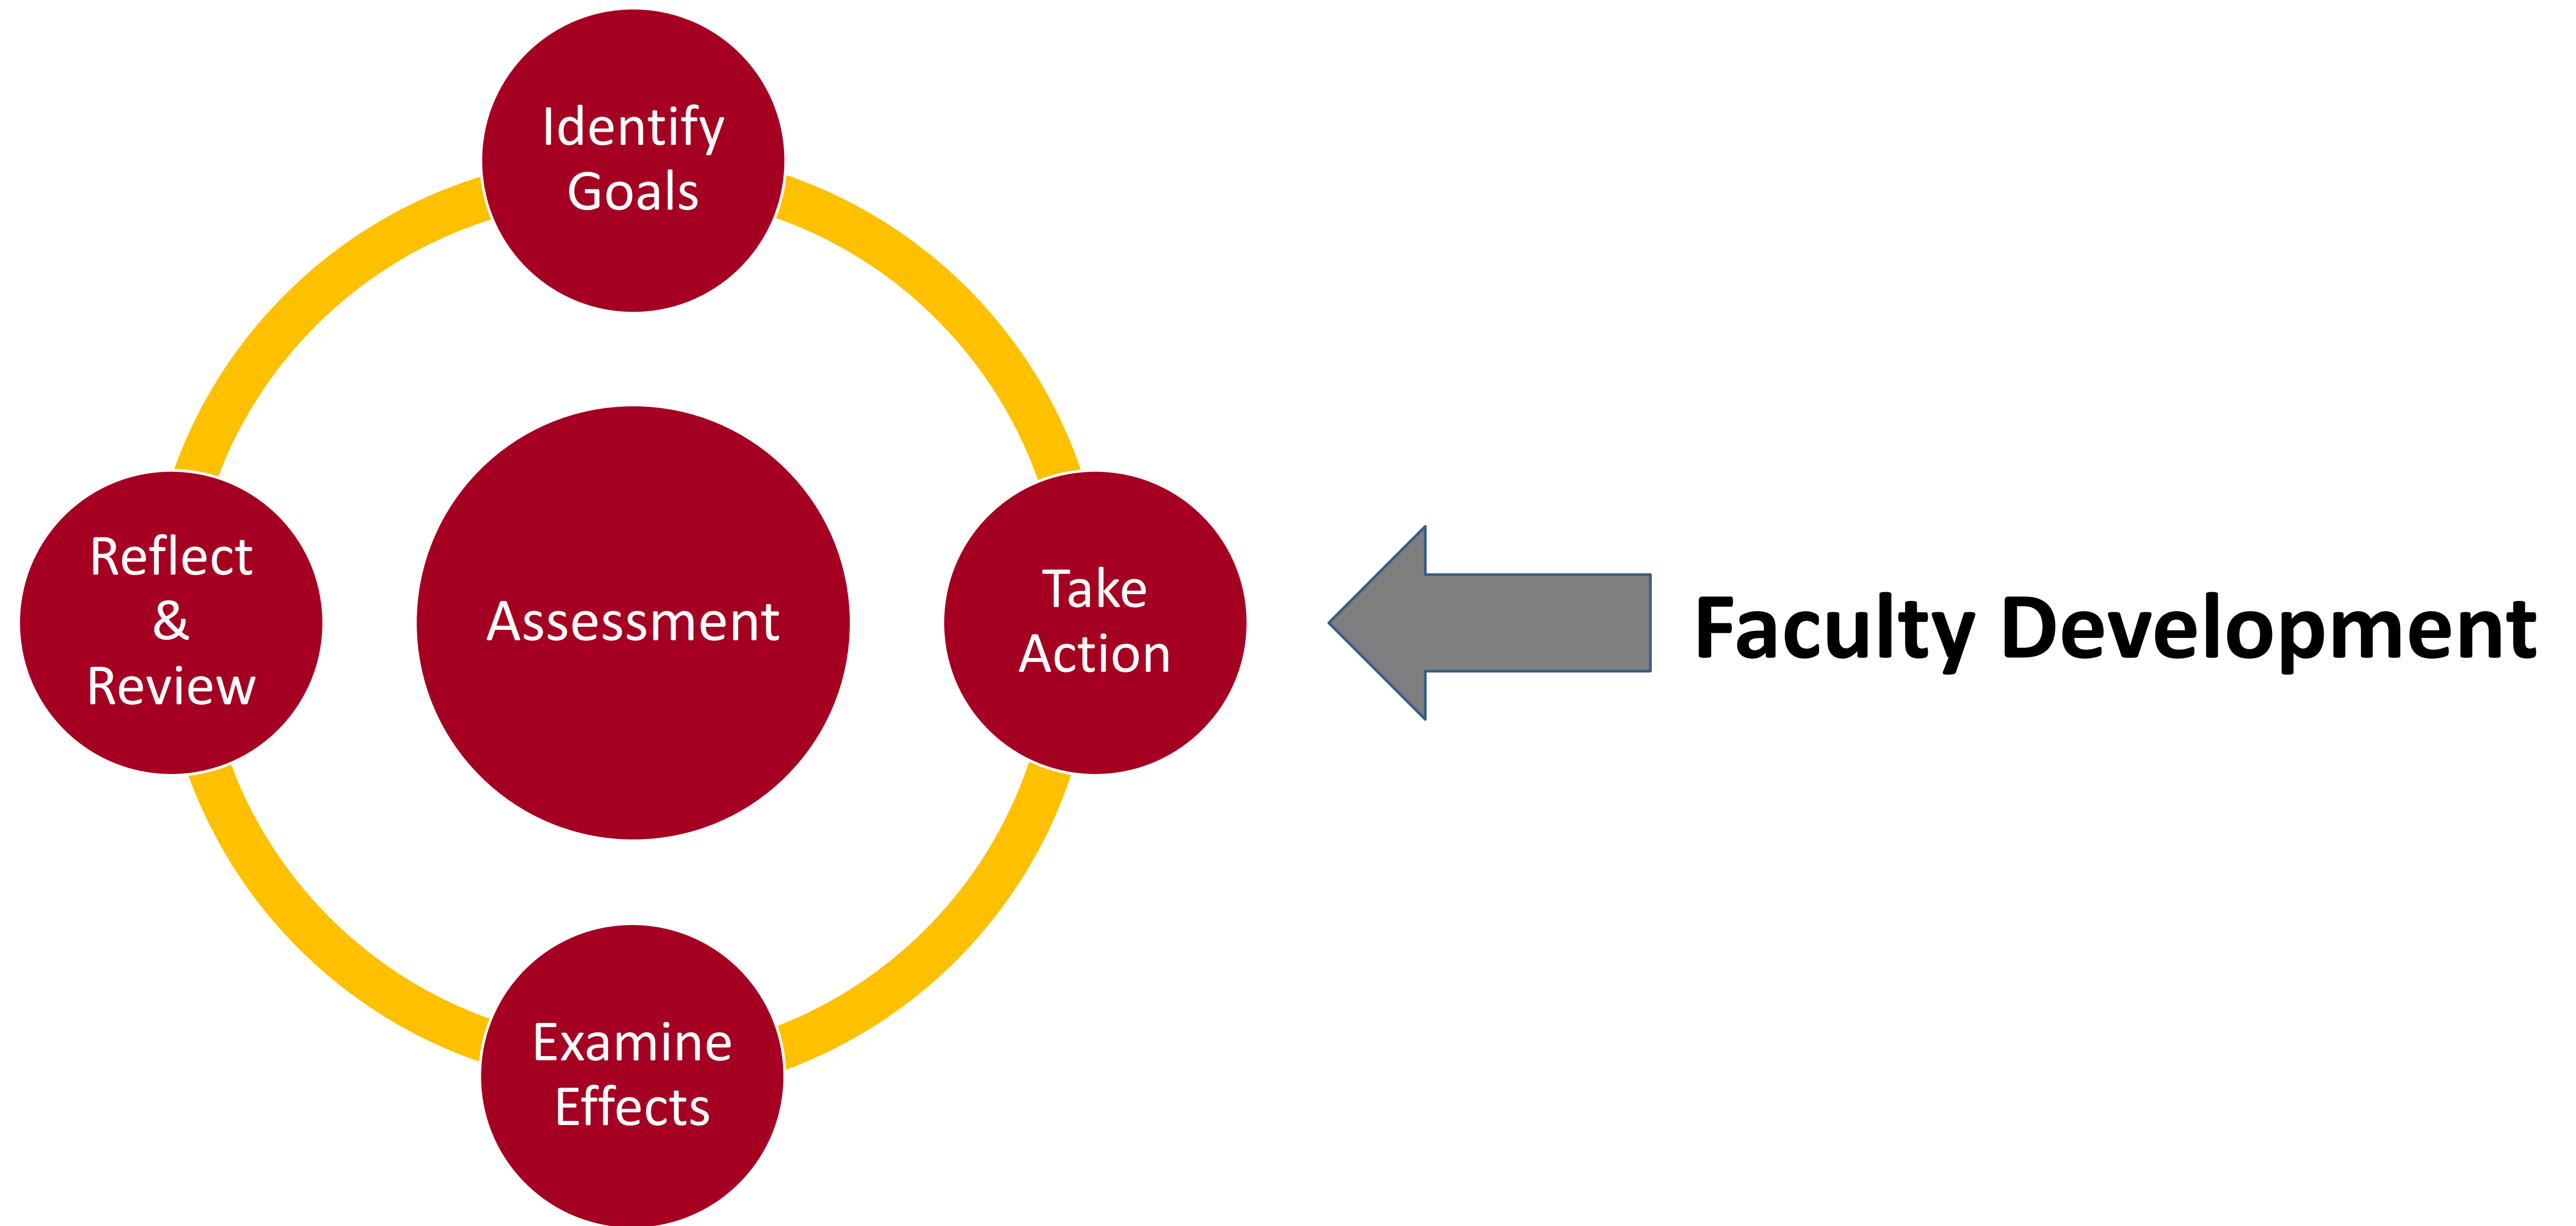 Identify
Goals
Reflect
&
Review
Assessment
Take
Action
Faculty Development
Examine
Effects